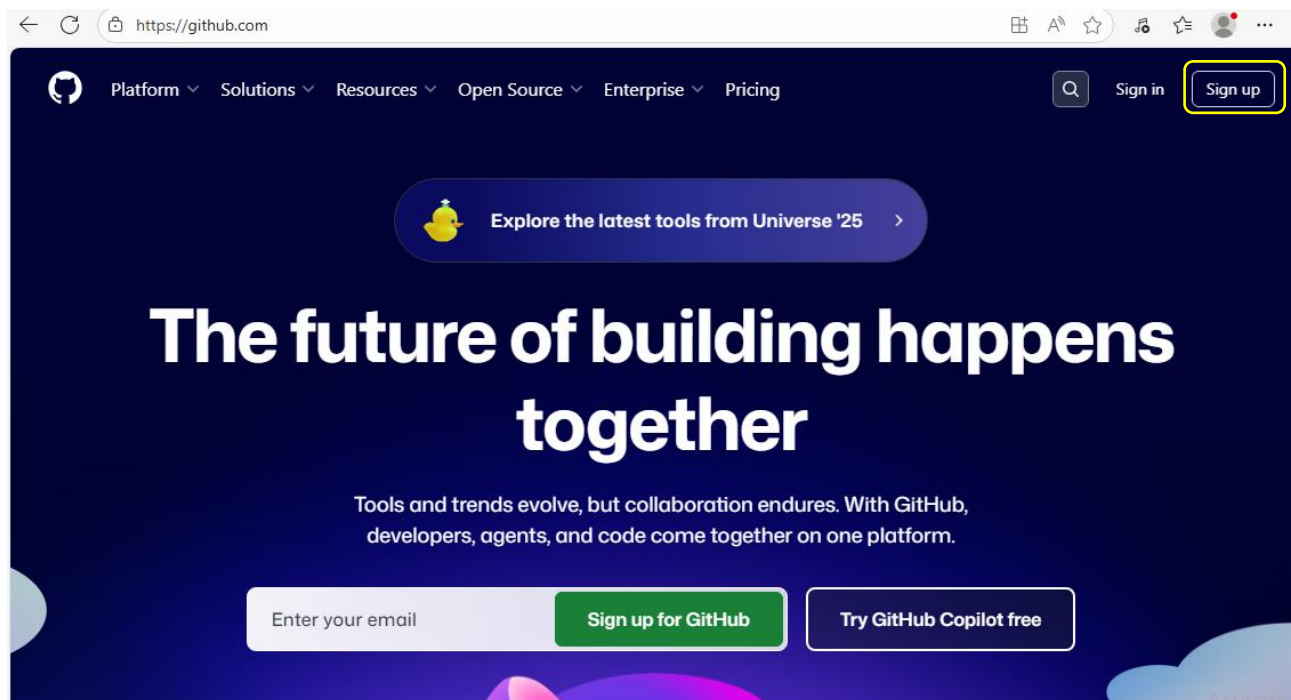 https://github.com
Platform Solutions Resources Open Source Enterprise Pricing Sign in Sign up
Explore the latest tools from Universe '25
The future of building happens
together
Tools and trends evolve, but collaboration endures. With GitHub,
developers, agents, and code come together on one platform.
Enter your email Sign up for GitHub Try GitHub Copilot free